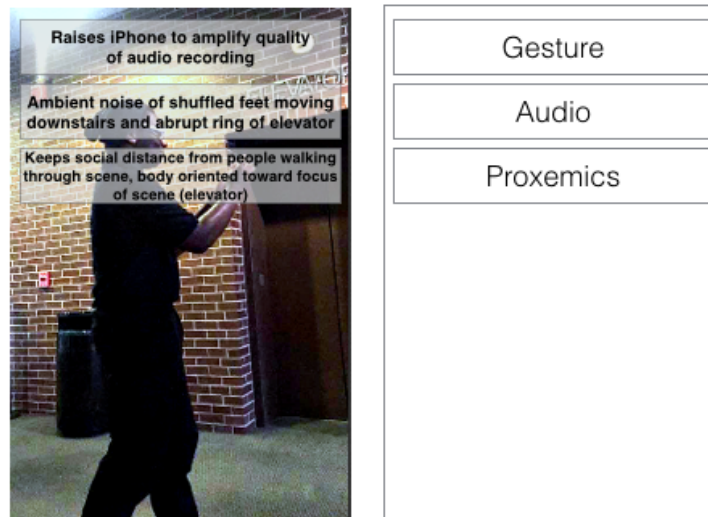 Raises iPhone to amplify quality
of audio recording
Ambient noise of shuffled feet moving
downstairs and abrupt ring of elevator
Keeps social distance from people walking
through scene, body oriented toward focus
of scene (elevator)
Gesture
Audio
Proxemics